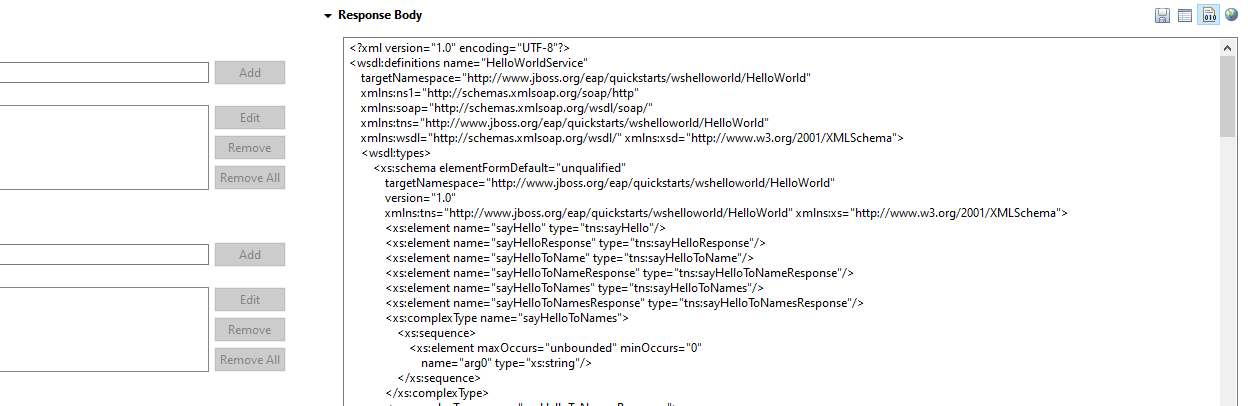 Response Body
010
<?xml version="1.0" encoding="UTF-8"?>
<wsdl:definitions name="HelloWorldService"
targetNamespace="http://www.jboss.org/eap/quickstarts/wshelloworld/HelloWorld"
xmlns:ns1="http://schemas.xmlsoap.org/soap/http"
xmlns:soap="http://schemas.xmlsoap.org/wsdl/soap/"
xmlns:tns="http://www.jboss.org/eap/quickstarts/wshelloworld/HelloWorld"
xmlns:wsdl="http://schemas.xmlsoap.org/wsdl/" xmlns:xsd="http://www.w3.org/2001/XMLSchema">
<wsdl:types>
<xs:schema elementFormDefault="unqualified"
targetNamespace="http://www.jboss.org/eap/quickstarts/wshelloworld/HelloWorld"
version="1.0"
xmlns:tns="http://www.jboss.org/eap/quickstarts/wshelloworld/HelloWorld" xmlns:xs="http://www.w3.org/2001/XMLSchema">
<xs:element name="sayHello" type="tns:sayHello"/>
<xs:element name="sayHelloResponse" type="tns:sayHelloResponse"/>
<xs:element name="sayHelloToName" type="tns:sayHelloToName"/>
<xs:element name="sayHelloToNameResponse" type="tns:sayHelloToNameResponse"/>
<xs:element name="sayHelloToNames" type="tns:sayHelloToNames"/>
<xs:element name="sayHelloToNamesResponse" type="tns:sayHelloToNamesResponse"/>
<xs:complexType name="sayHelloToNames">
<xs:sequence>
<xs:element maxOccurs="unbounded" minOccurs="0"
name="arg0" type="xs:string"/>
</xs:sequence>
</xs:complexType>
Add
Edit
Remove
Remove All
Add
Edit
Remove
Remove All